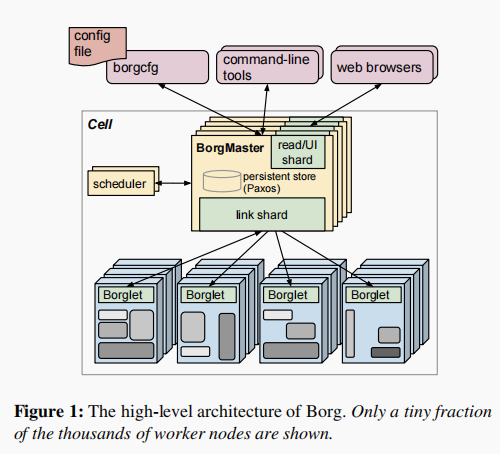 config
file
borgcfg
command-line
tools
web browsers
Cell
BorgMaster
read/UI
shard
persistent store
(Paxos)
scheduler
link shard
Borglet
Borglet
Borglet
Borglet
Figure 1: The high-level architecture of Borg. Only a tiny fraction
of the thousands of worker nodes are shown.